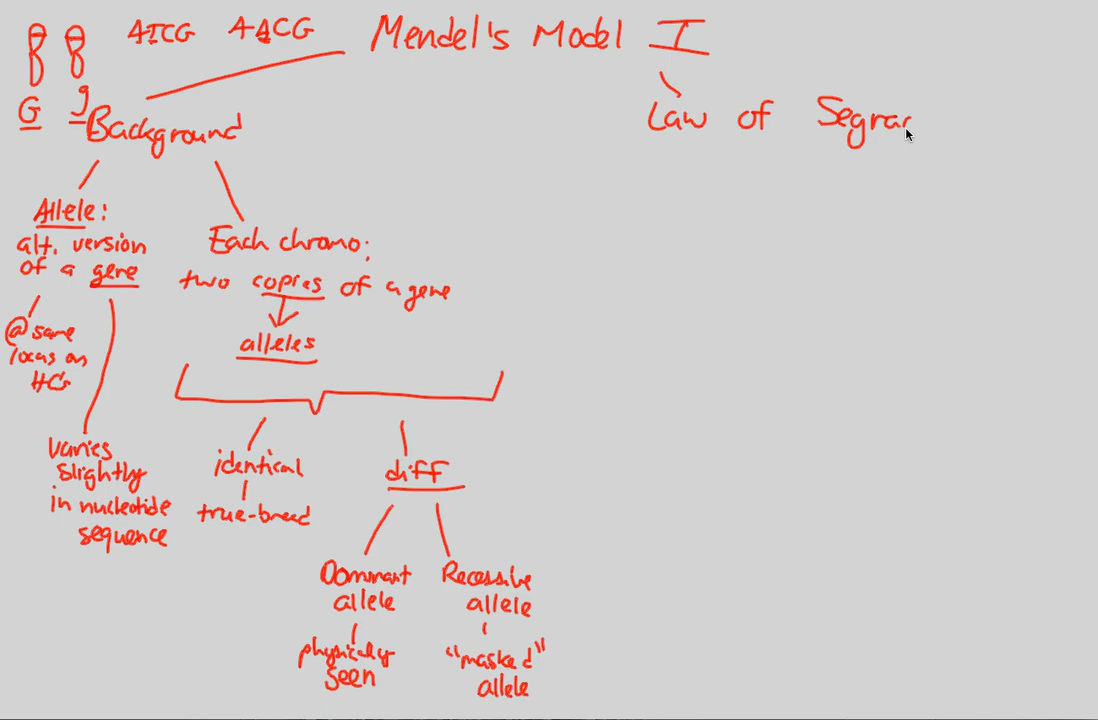 ATCG AACG Mendel's Model I
G g
Background
Law of Segrar
Allele:
alt. version
of a gene
Each chromo:
two copies of a gene
@ same
locus on
HCs
alleles
varies
slightly
in nucleotide
sequence
identical
diff
true-breed
Dominant
allele
Recessive
allele
physically
seen
"masked"
allele